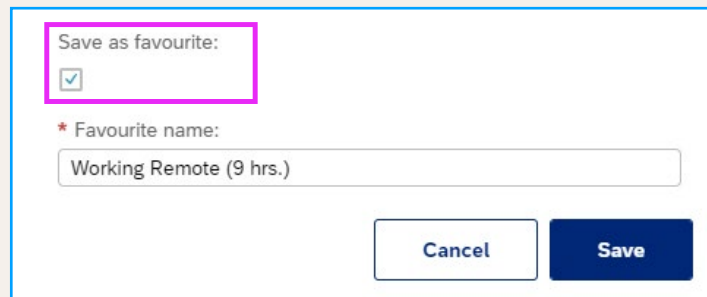 Save as favourite:
* Favourite name:
Working Remote (9 hrs.)
Cancel Save